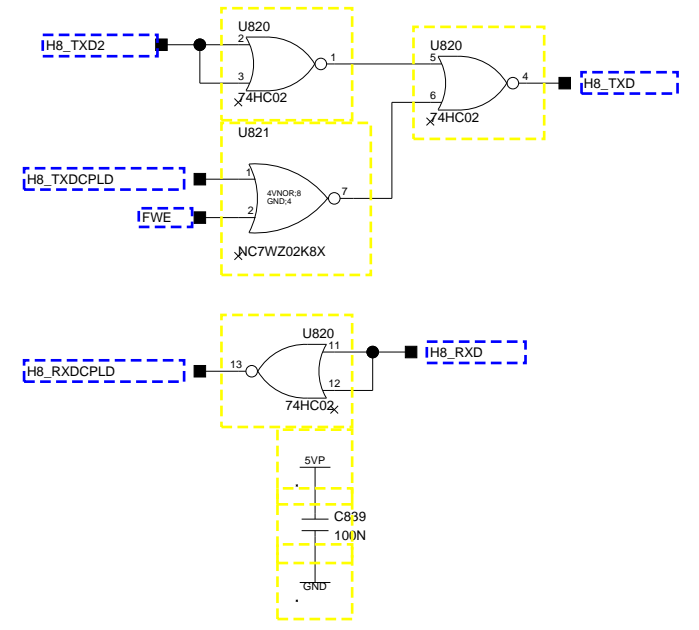 U820
H8_TXD2
2
1
3
74HC02
U820
5
4
6
H8_TXD
74HC02
U821
H8_TXDCPLD
1
4VNOR;8
GND;4
7
FWE
2
NC7WZ02K8X
U820
11
H8_RXD
H8_RXDCPLD
13
12
74HC02
5VP
C839
100N
GND